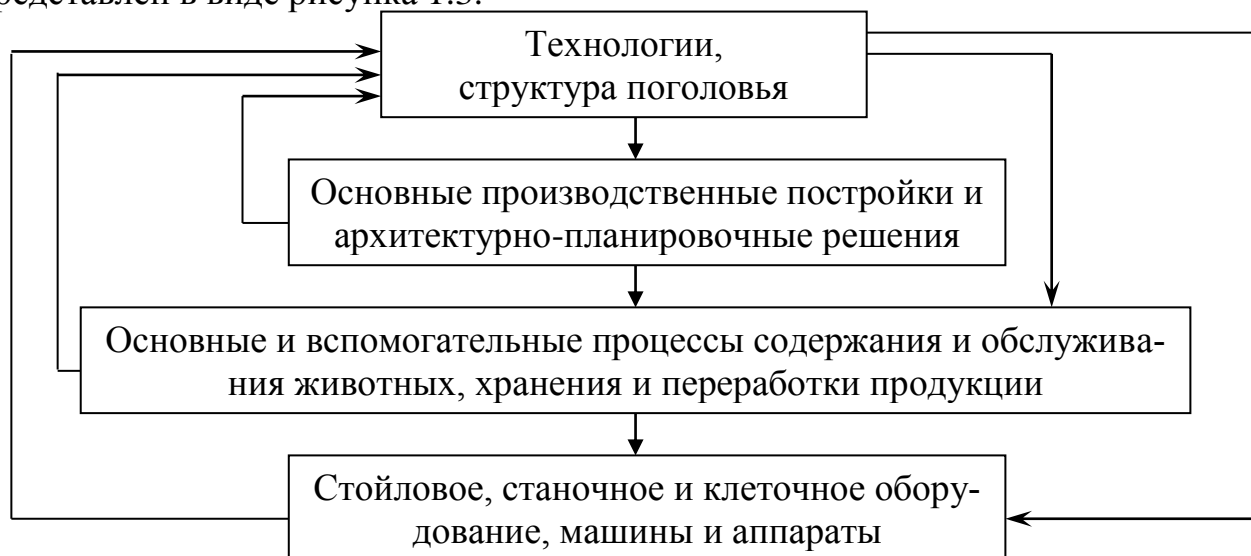 представлен в виде рисунка 1.3.
Технологии,
структура поголовья
Основные производственные постройки и
архитектурно-планировочные решения
Основные и вспомогательные процессы содержания и обслужива-
ния животных, хранения и переработки продукции
Стойловое, станочное и клеточное обору-
дование, машины и аппараты